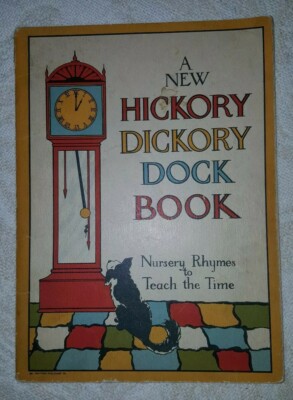 A
NEW
HICKORY
DICKORY
DOCK
BOOK
Nursery Rhymes
to
Teach the Time